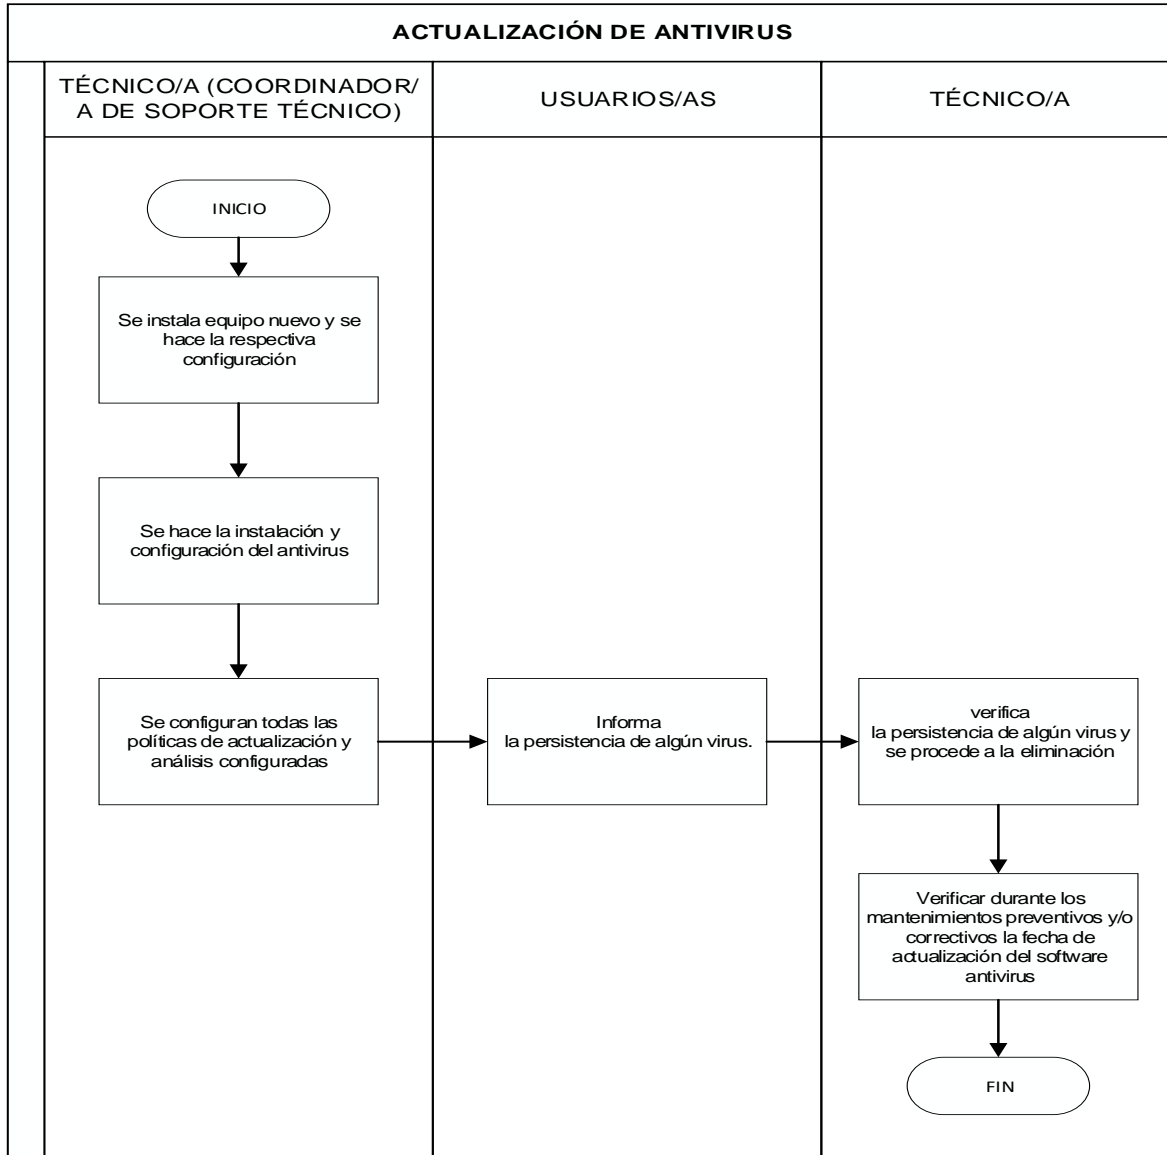 ACTUALIZACIÓN DE ANTIVIRUS
TÉCNICO/A (COORDINADOR/
A DE SOPORTE TÉCNICO)
USUARIOS/AS
TÉCNICO/A
INICIO
Se instala equipo nuevo y se
hace la respectiva
configuración
Se hace la instalación y
configuración del antivirus
Se configuran todas las
políticas de actualización y
análisis configuradas
Informa
la persistencia de algún virus.
verifica
la persistencia de algún virus y
se procede a la eliminación
Verificar durante los
mantenimientos preventivos y/o
correctivos la fecha de
actualización del software
antivirus
FIN